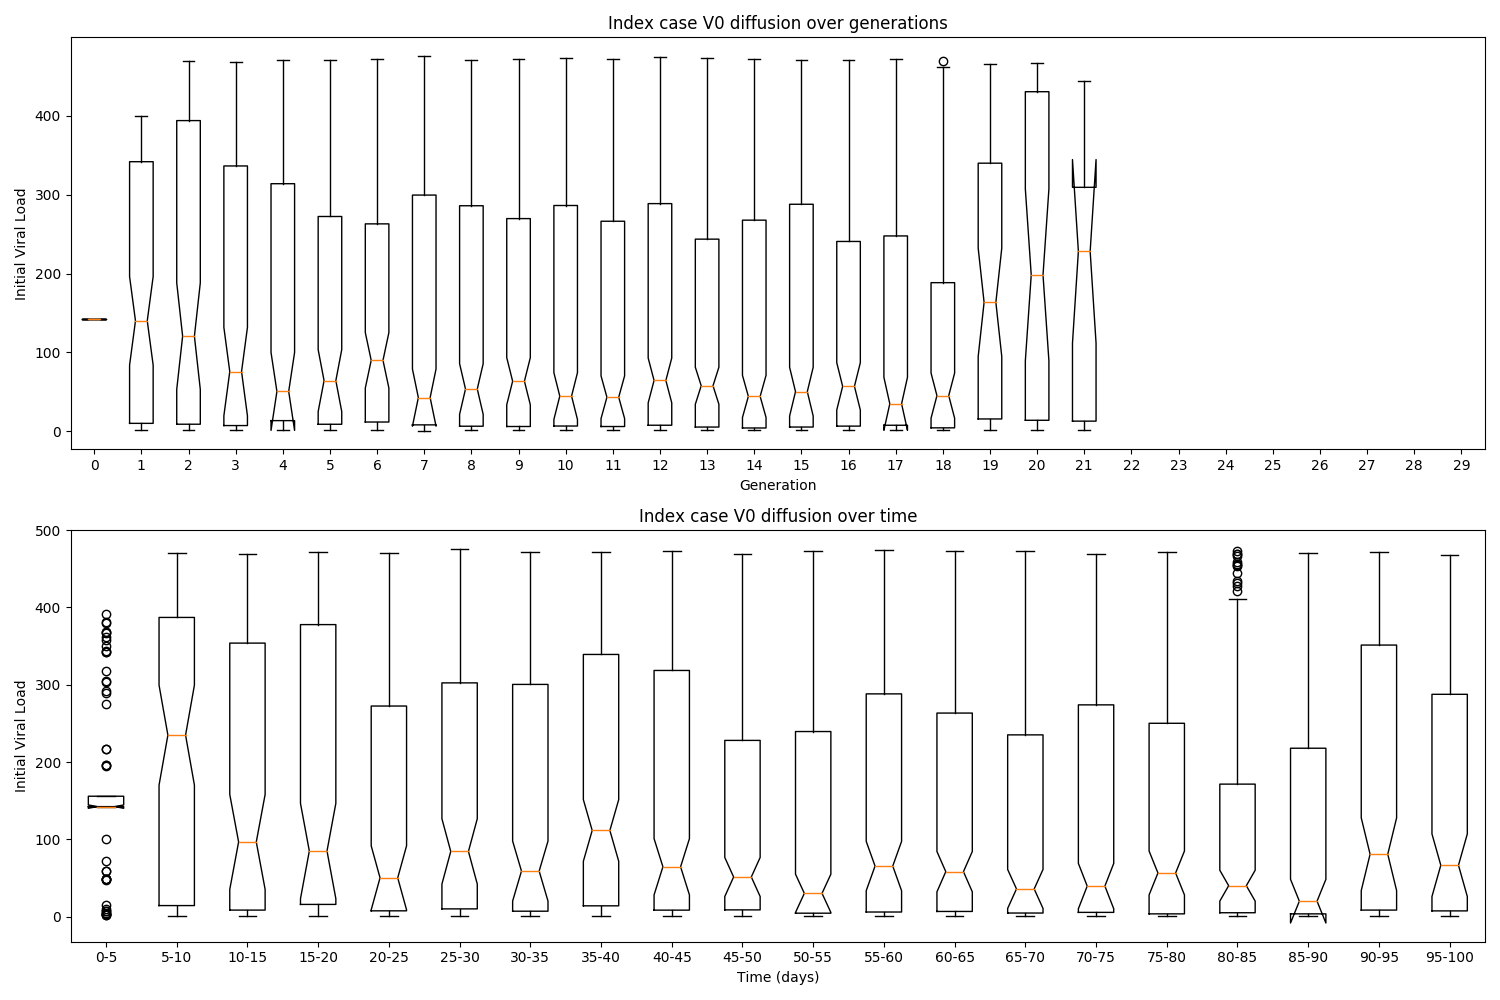 Index case V0 diffusion over generations
Initial Viral Load
400
300
200
100
0
0 1 2 3 4 5 6 7 8 9 10 11 12 13 14 15 16 17 18 19 20 21 22 23 24 25 26 27 28 29
Generation
Index case V0 diffusion over time
Initial Viral Load
500
400
300
200
100
0
0-5 5-10 10-15 15-20 20-25 25-30 30-35 35-40 40-45 45-50 50-55 55-60 60-65 65-70 70-75 75-80 80-85 85-90 90-95 95-100
Time (days)